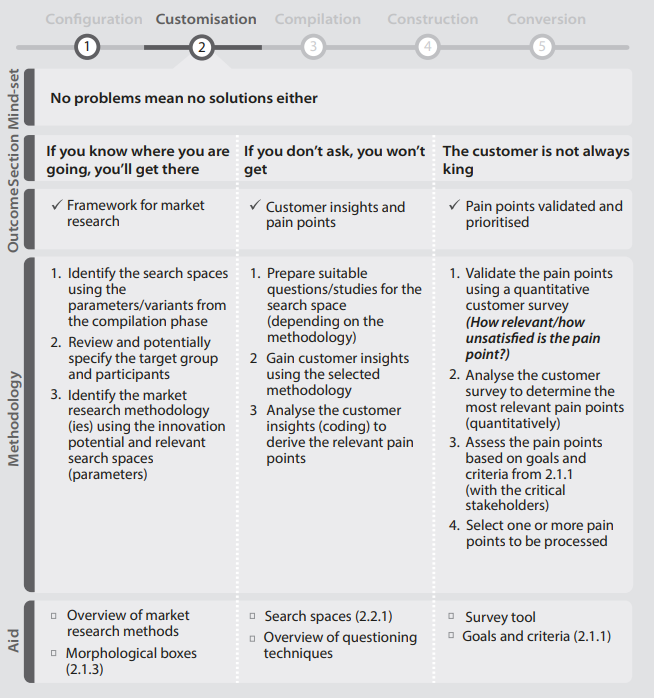 Configuration Customisation Compilation Construction Conversion
1 2 3 4 5
Mind-set
No problems mean no solutions either
Section
If you know where you are
going, you'll get there
If you don't ask, you won't
get
The customer is not always
king
Outcome
✓ Framework for market
research
✓ Customer insights and
pain points
✓ Pain points validated and
prioritised
Methodology
1. Identify the search spaces
using the
parameters/variants from
the compilation phase
2. Review and potentially
specify the target group
and participants
3. Identify the market
research methodology
(ies) using the innovation
potential and relevant
search spaces
(parameters)
1. Prepare suitable
questions/studies for the
search space
(depending on the
methodology)
2 Gain customer insights
using the selected
methodology
3 Analyse the customer
insights (coding) to
derive the relevant pain
points
1. Validate the pain points
using a quantitative
customer survey
(How relevant/how
unsatisfied is the pain
point?)
2. Analyse the customer
survey to determine the
most relevant pain points
(quantitatively)
3. Assess the pain points
based on goals and
criteria from 2.1.1
(with the critical
stakeholders)
4. Select one or more pain
points to be processed
Aid
Overview of market
research methods
Morphological boxes
(2.1.3)
Search spaces (2.2.1)
Overview of questioning
techniques
Survey tool
Goals and criteria (2.1.1)